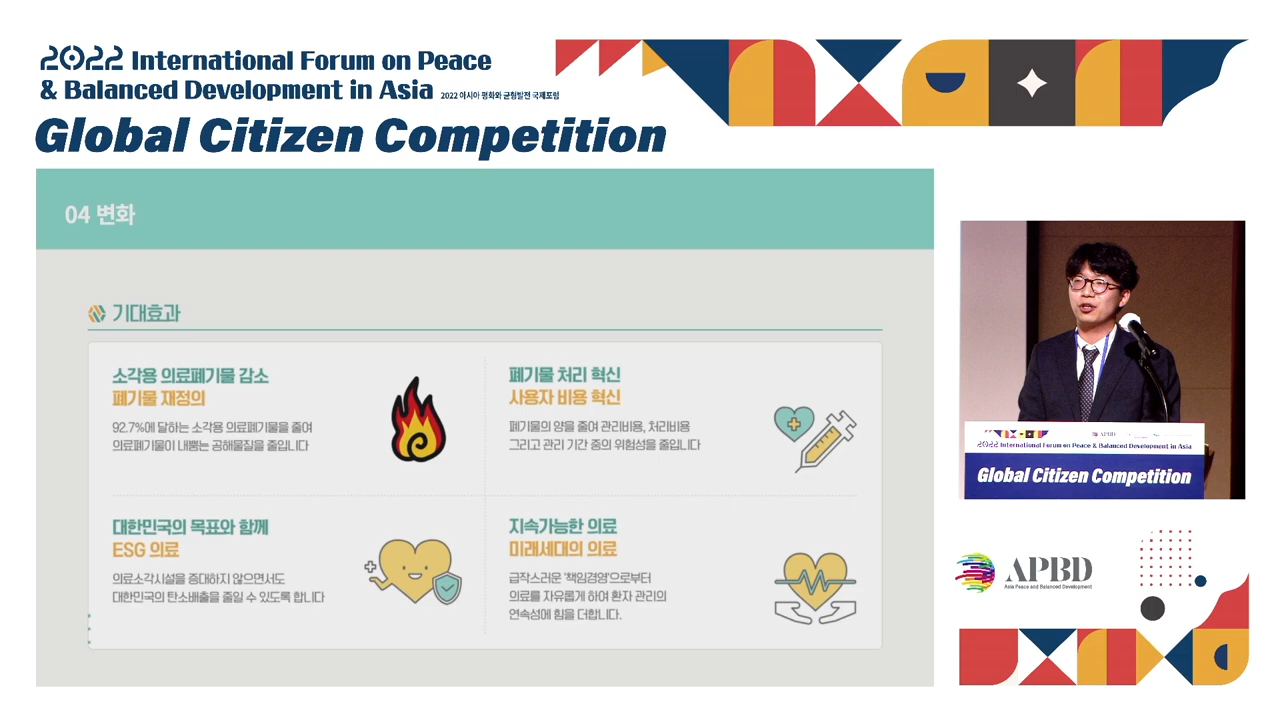 2022 International Forum on Peace
& Balanced Development in Asia 2022 아시아 평화와 균형발전 국제포럼
Global Citizen Competition
04 변화
기대효과
소각용 의료폐기물 감소
폐기물 재정의
92.7%에 달하는 소각용 의료폐기물을 줄여
의료폐기물이 내뿜는 공해물질을 줄입니다
폐기물 처리 혁신
사용자 비용 혁신
폐기물의 양을 줄여 관리비용, 처리비용
그리고 관리 기간 중의 위험성을 줄입니다
대한민국의 목표와 함께
ESG 의료
의료소각시설을 증대하지 않으면서도
대한민국의 탄소배출을 줄일 수 있도록 합니다
지속가능한 의료
미래세대의 의료
급작스러운 '책임경영'으로부터
의료를 자유롭게 하여 환자 관리의
연속성에 힘을 더합니다.
2022 International Forum on Peace & Balanced Development in Asia
Global Citizen Competition
APBD
Asia Peace and Balanced Development